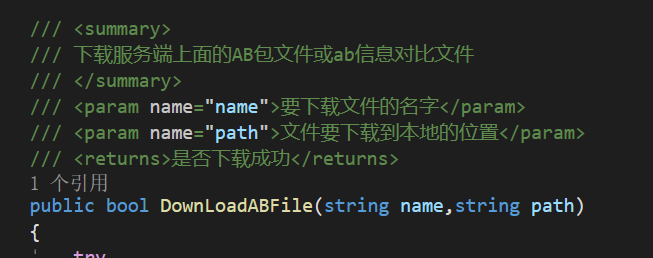 /// <summary>
/// 下载服务端上面的AB包文件或ab信息对比文件
/// </summary>
/// <param name="name">要下载文件的名字</param>
/// <param name="path">文件要下载到本地的位置</param>
/// <returns>是否下载成功</returns>
1 个引用
public bool DownLoadABFile(string name,string path)
{
try